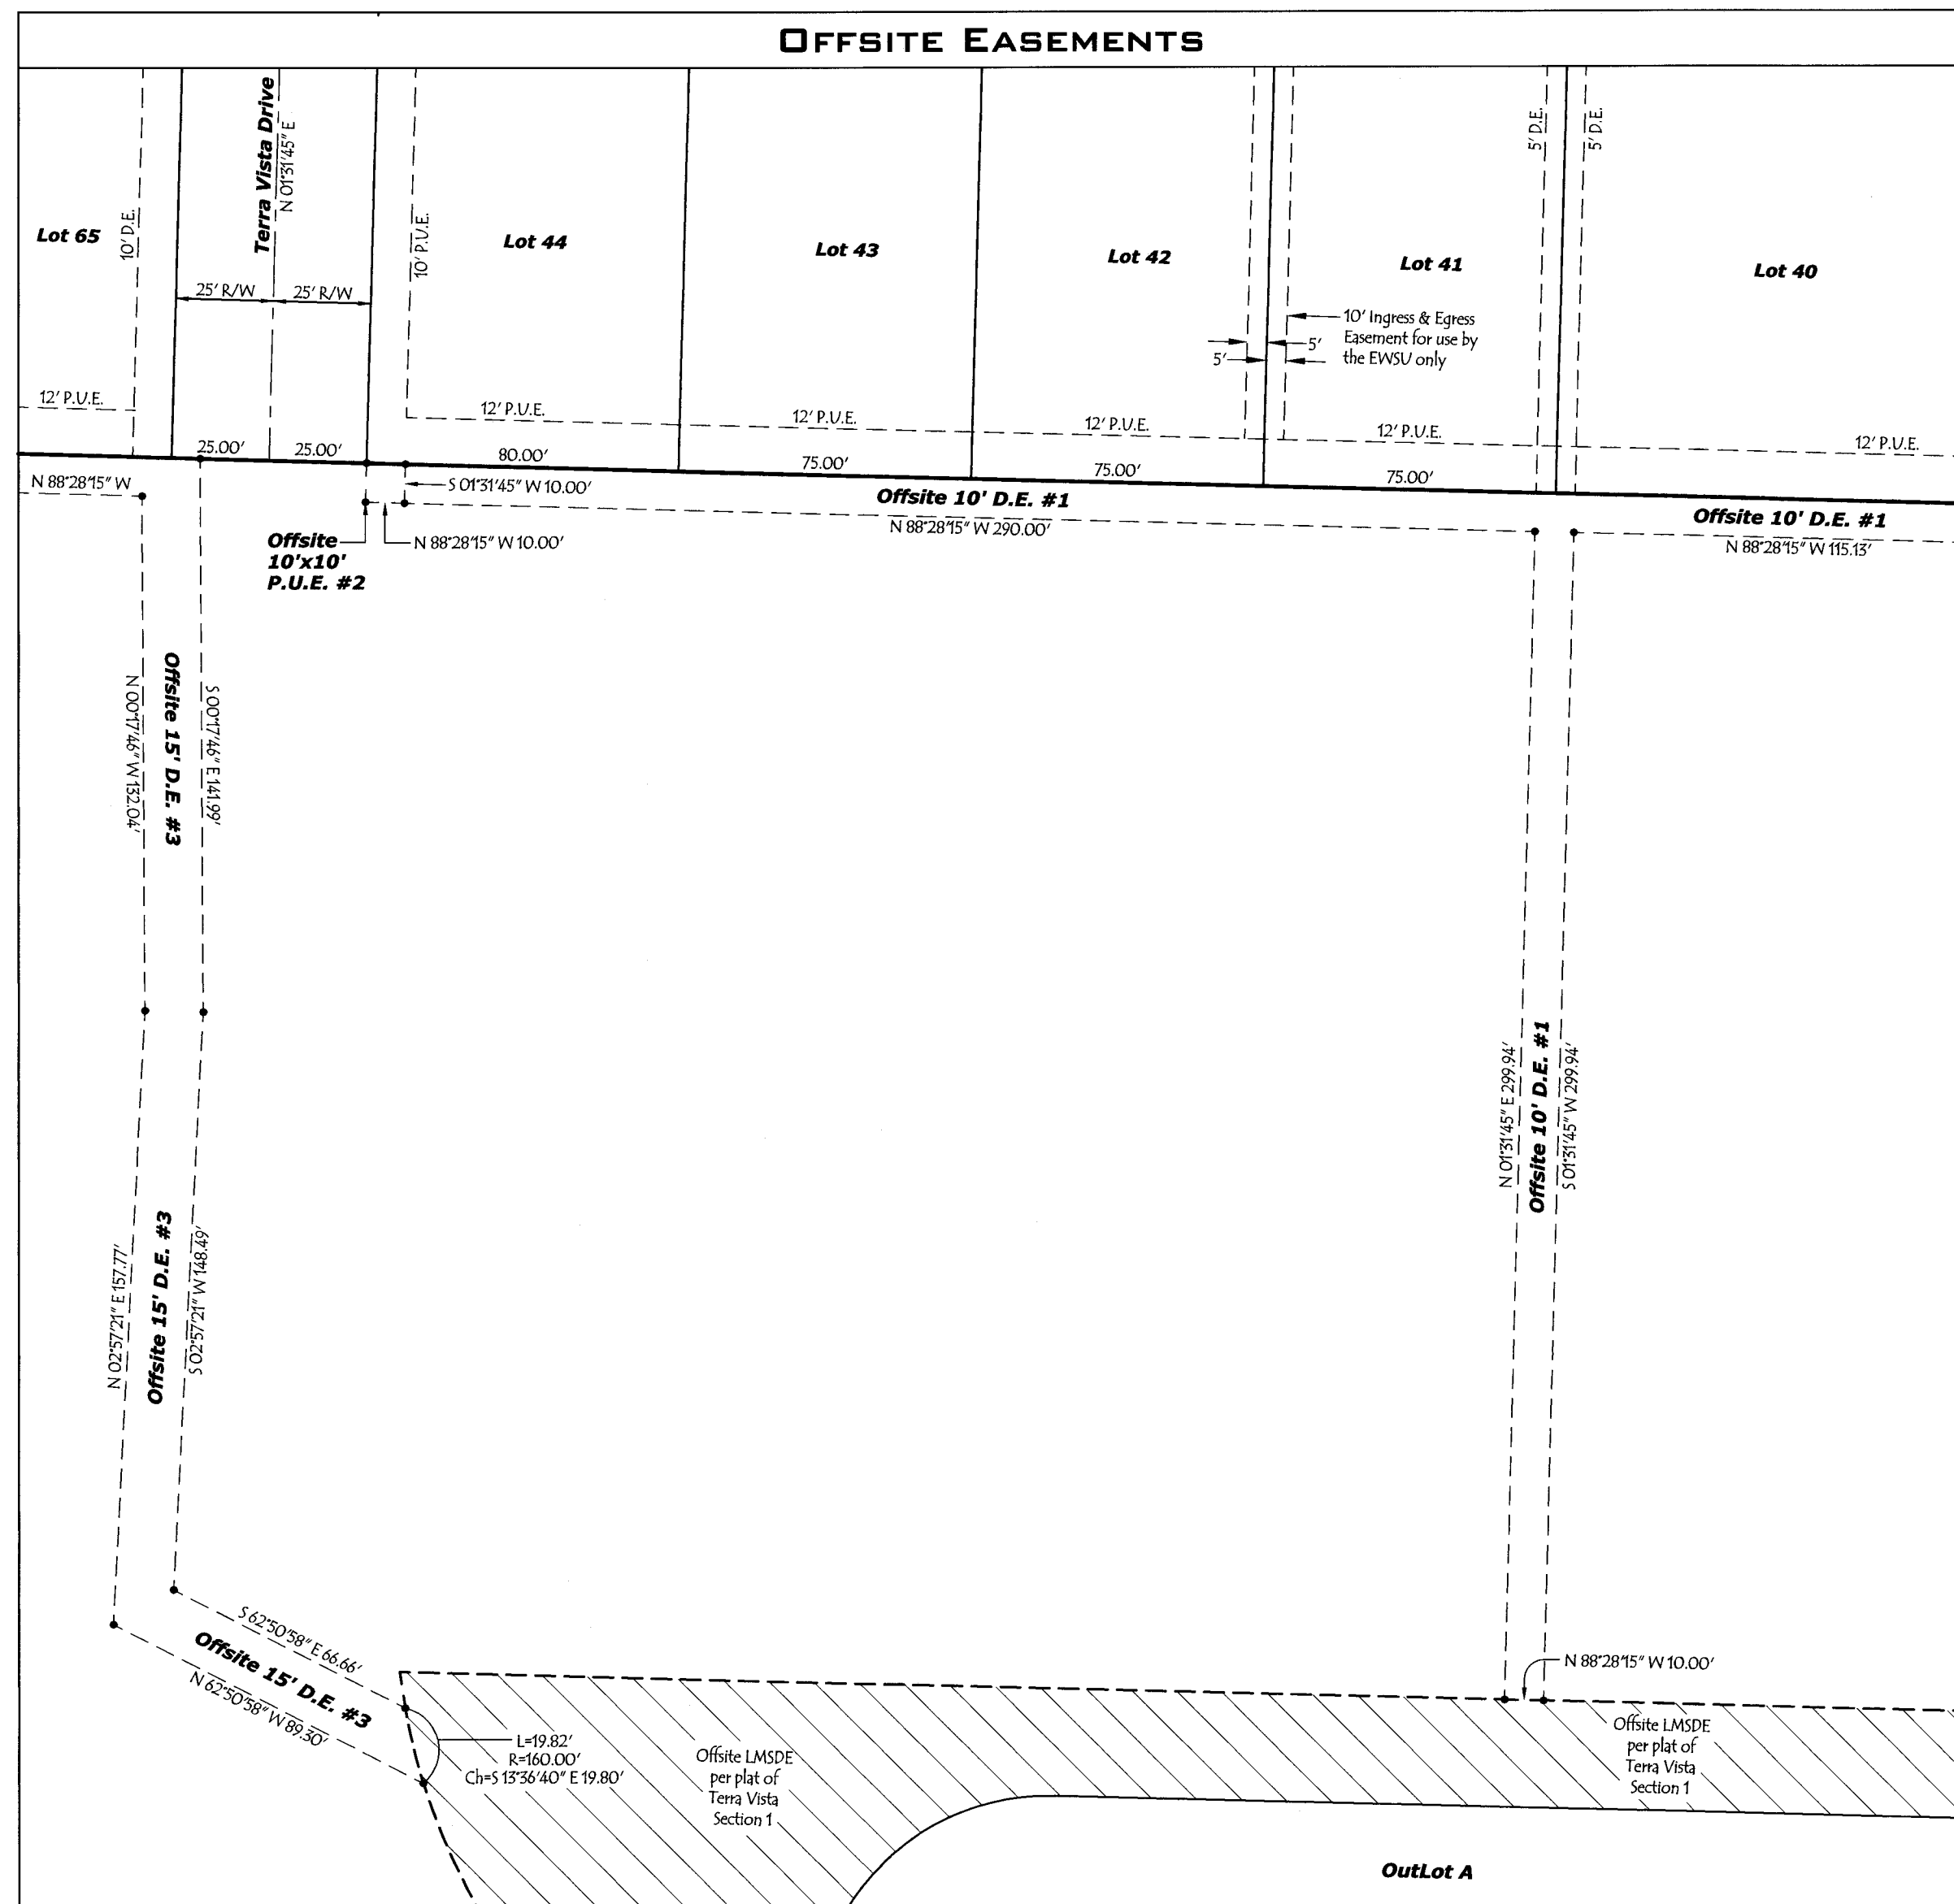 OFFSITE EASEMENTS
Terra Vista Drive
N 01°31'45" E
5' D.E.
5' D.E.
Lot 65
10' D.E.
10' P.U.E.
Lot 44
Lot 43
Lot 42
Lot 41
Lot 40
25' R/W
25' R/W
10' Ingress & Egress
Easement for use by
the EWSU only
5'
5'
12' P.U.E.
12' P.U.E.
12' P.U.E.
12' P.U.E.
12' P.U.E.
12' P.U.E.
25.00'
25.00'
80.00'
75.00'
75.00'
75.00'
N 88°28'15" W
S 01°31'45" W 10.00'
Offsite 10' D.E. #1
N 88°28'15" W 290.00'
Offsite 10' D.E. #1
N 88°28'15" W 115.13'
Offsite
10'x10'
P.U.E. #2
N 88°28'15" W 10.00'
N 00°17'46" W 132.04'
Offsite 15' D.E. #3
S 00°17'46" E 141.99'
N 01°31'45" E 299.94'
Offsite 10' D.E. #1
S 01°31'45" W 299.94'
N 02°57'21" E 157.77'
Offsite 15' D.E. #3
S 02°57'21" W 148.49'
S 62°50'58" E 66.66'
Offsite 15' D.E. #3
N 62°50'58" W 89.30'
N 88°28'15" W 10.00'
L=19.82'
R=160.00'
Ch=S 13°36'40" E 19.80'
Offsite LMSDE
per plat of
Terra Vista
Section 1
Offsite LMSDE
per plat of
Terra Vista
Section 1
OutLot A